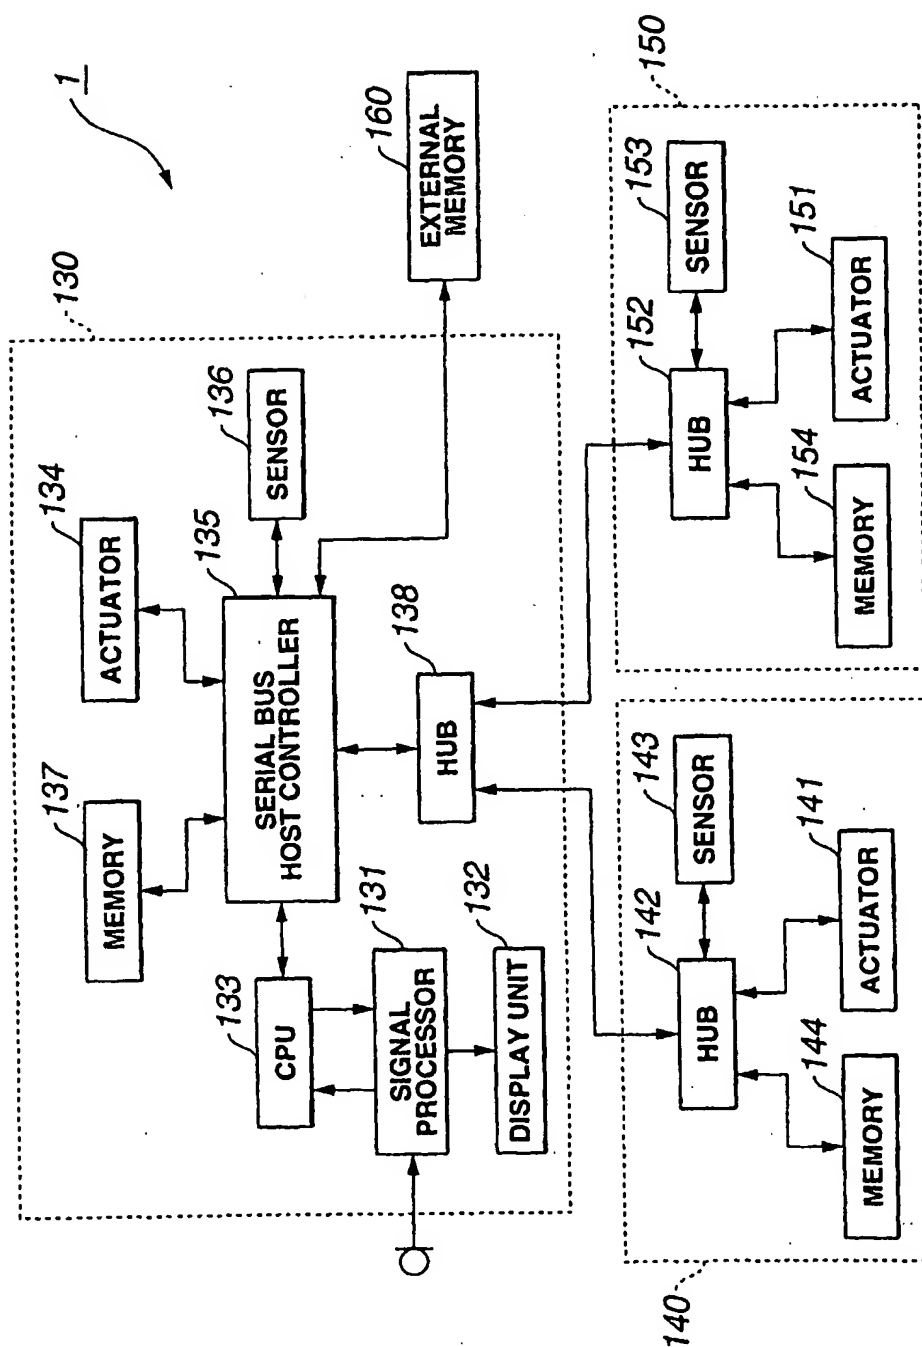 1
130
134
ACTUATOR
137
MEMORY
136
SENSOR
135
SERIAL BUS
HOST CONTROLLER
133
CPU
160
EXTERNAL
MEMORY
131
SIGNAL
PROCESSOR
138
HUB
132
DISPLAY UNIT
140
142
HUB
143
SENSOR
144
MEMORY
141
ACTUATOR
150
152
HUB
153
SENSOR
154
MEMORY
151
ACTUATOR